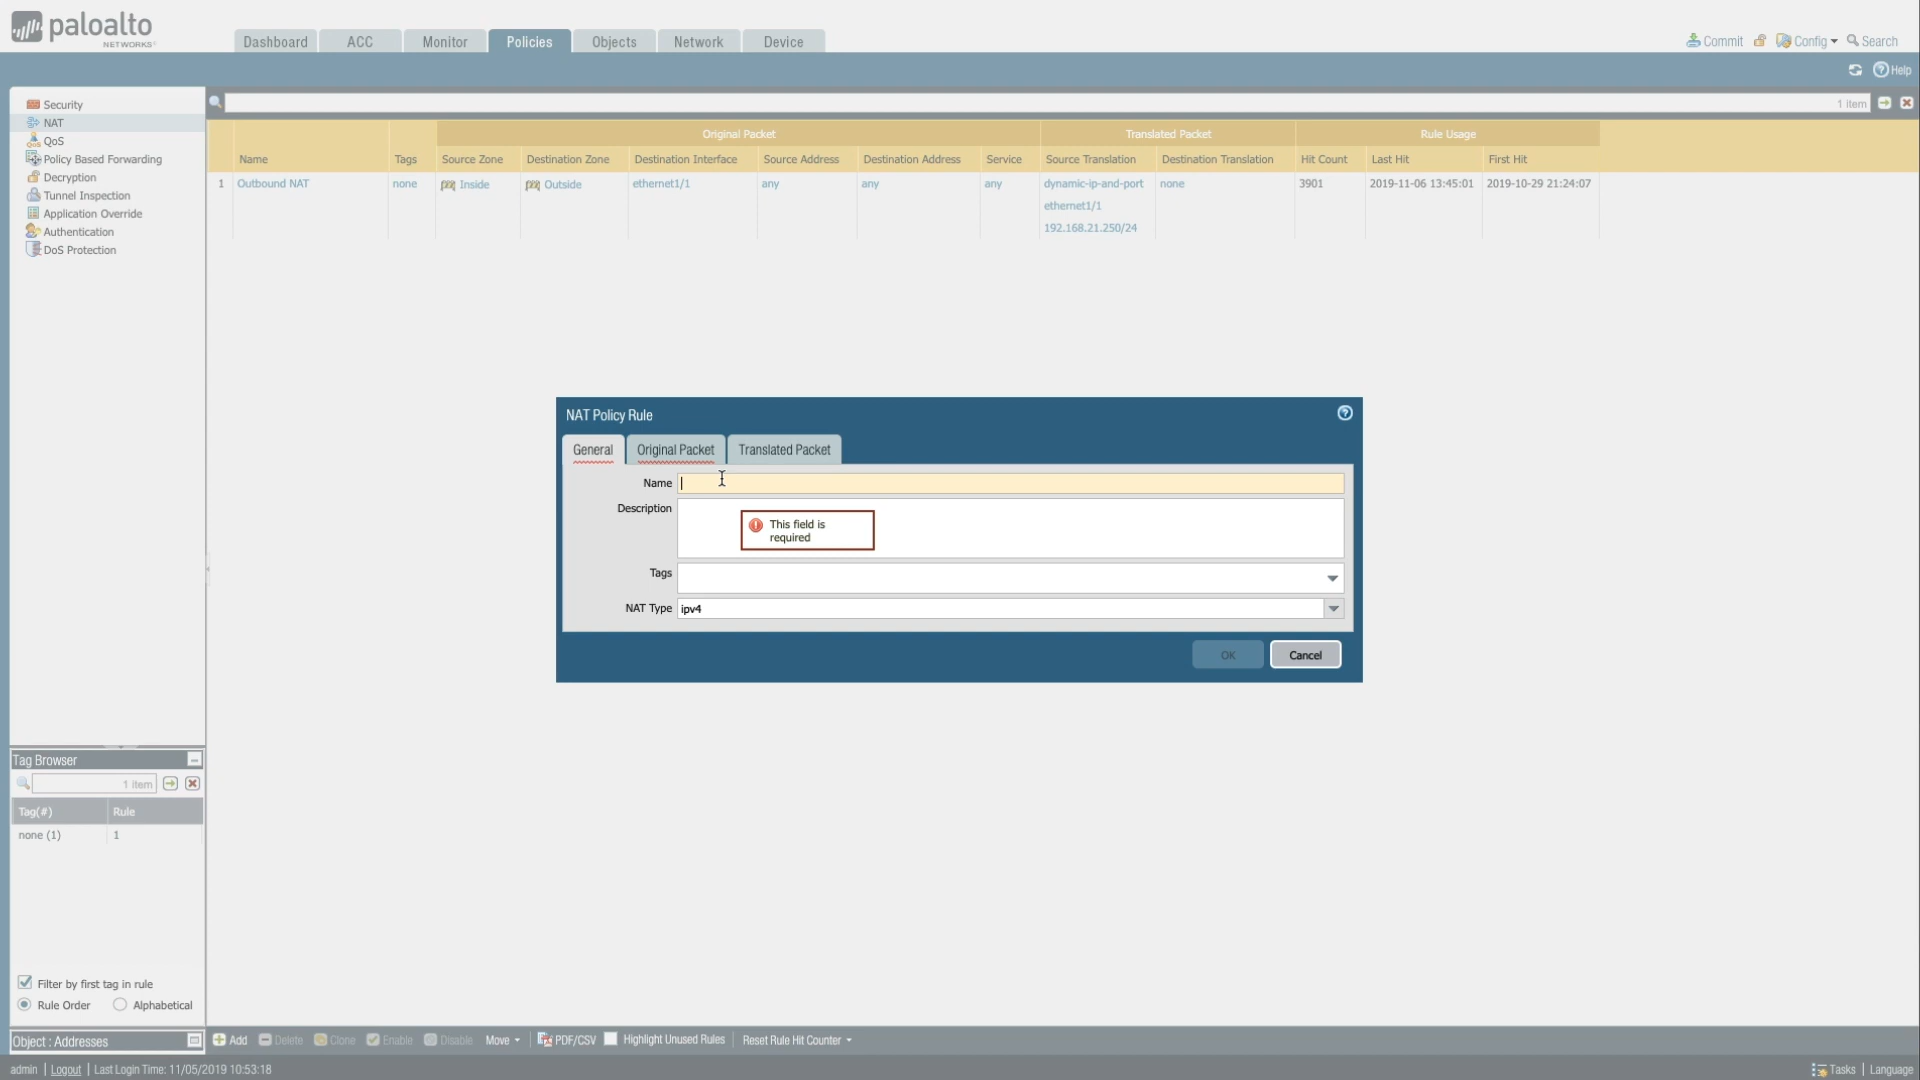 paloalto
NETWORKS®
Dashboard ACC Monitor Policies Objects Network Device
Commit Config Search
Help
Security
NAT
QoS
Policy Based Forwarding
Decryption
Tunnel Inspection
Application Override
Authentication
DoS Protection
1 item
Original Packet Translated Packet Rule Usage
Name Tags Source Zone Destination Zone Destination Interface Source Address Destination Address Service Source Translation Destination Translation Hit Count Last Hit First Hit
1 Outbound NAT none Inside Outside ethernet1/1 any any any dynamic-ip-and-port none 3901 2019-11-06 13:45:01 2019-10-29 21:24:07
ethernet1/1
192.168.21.250/24
NAT Policy Rule
General Original Packet Translated Packet
Name
Description
This field is
required
Tags
NAT Type ipv4
OK Cancel
Tag Browser
1 item
Tag(#) Rule
none (1) 1
Filter by first tag in rule
Rule Order Alphabetical
Object : Addresses
Add Delete Clone Enable Disable Move PDF/CSV Highlight Unused Rules Reset Rule Hit Counter
admin | Logout | Last Login Time: 11/05/2019 10:53:18
Tasks | Language